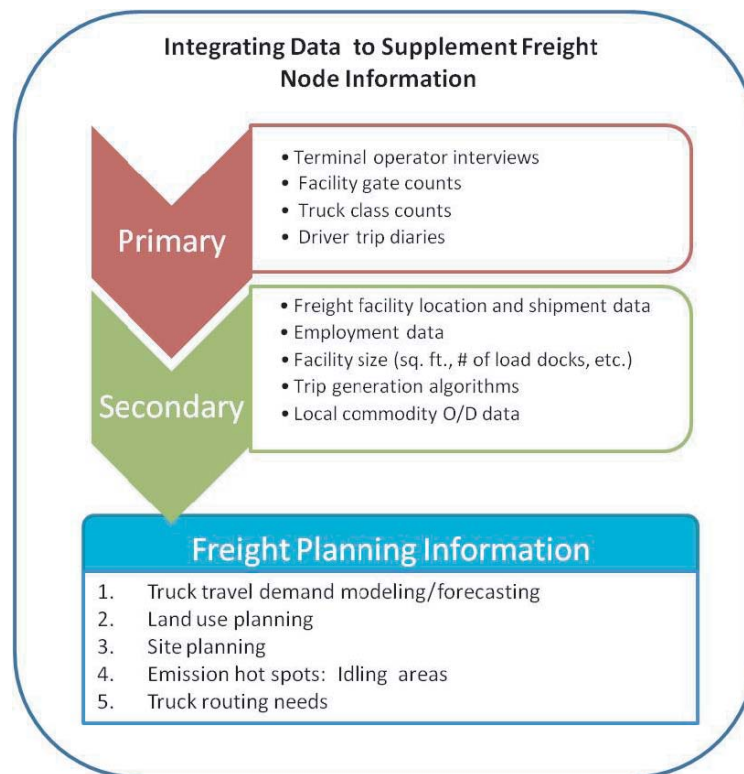 Integrating Data to Supplement Freight
Node Information
Primary
• Terminal operator interviews
• Facility gate counts
• Truck class counts
• Driver trip diaries
Secondary
• Freight facility location and shipment data
• Employment data
• Facility size (sq. ft., # of load docks, etc.)
• Trip generation algorithms
• Local commodity O/D data
Freight Planning Information
1. Truck travel demand modeling/forecasting
2. Land use planning
3. Site planning
4. Emission hot spots: Idling areas
5. Truck routing needs